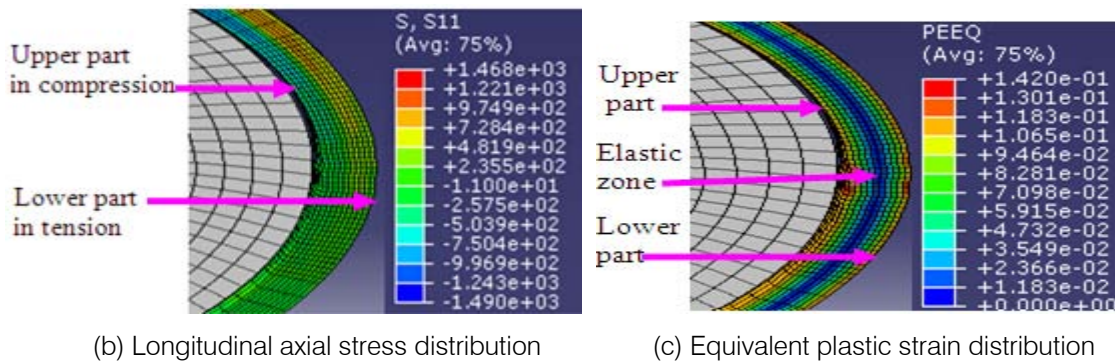 Upper part
in compression
Lower part
in tension
S, S11
(Avg: 75%)
+1.468e+03
+1.221e+03
+9.749e+02
+7.284e+02
+4.819e+02
+2.355e+02
-1.100e+01
-2.575e+02
-5.039e+02
-7.504e+02
-9.969e+02
-1.243e+03
-1.490e+03
Upper
part
Elastic
zone
Lower
part
PEEQ
(Avg: 75%)
+1.420e-01
+1.301e-01
+1.183e-01
+1.065e-01
+9.464e-02
+8.281e-02
+7.098e-02
+5.915e-02
+4.732e-02
+3.549e-02
+2.366e-02
+1.183e-02
+0.000e+00
(b) Longitudinal axial stress distribution
(c) Equivalent plastic strain distribution